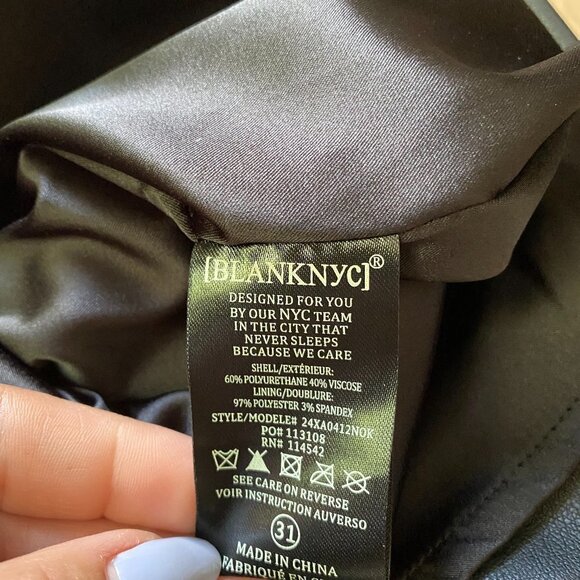 [BLANKNYC]®
DESIGNED FOR YOU
BY OUR NYC TEAM
IN THE CITY THAT
NEVER SLEEPS
BECAUSE WE CARE
SHELL/EXTÉRIEUR:
60% POLYURETHANE 40% VISCOSE
LINING/DOUBLURE:
97% POLYESTER 3% SPANDEX
STYLE/MODELE# 24XA0412NOK
PO# 113108
RN# 114542
SEE CARE ON REVERSE
VOIR INSTRUCTION AUVERSO
31
MADE IN CHINA
FABRIQUÉ EN